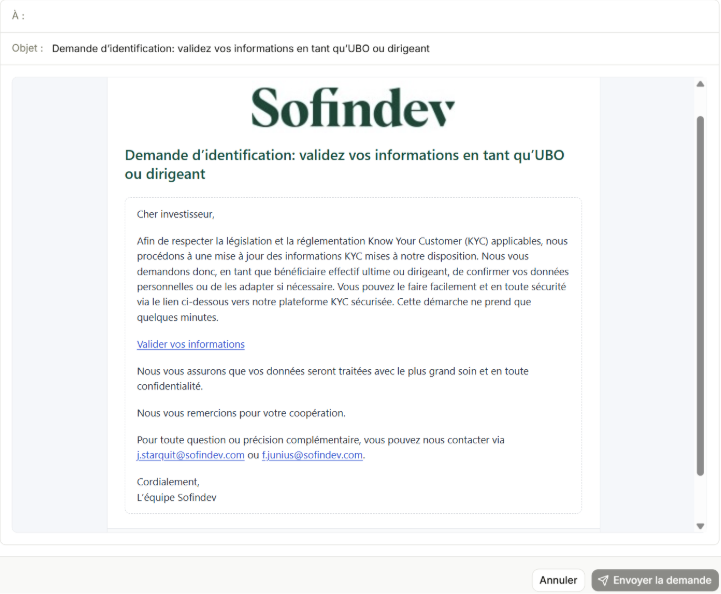 À :
Objet : Demande d'identification: validez vos informations en tant qu'UBO ou dirigeant
Sofindev
Demande d'identification: validez vos informations en tant qu'UBO
ou dirigeant
Cher investisseur,
Afin de respecter la législation et la réglementation Know Your Customer (KYC) applicables, nous
procédons à une mise à jour des informations KYC mises à notre disposition. Nous vous
demandons donc, en tant que bénéficiaire effectif ultime ou dirigeant, de confirmer vos données
personnelles ou de les adapter si nécessaire. Vous pouvez le faire facilement et en toute sécurité
via le lien ci-dessous vers notre plateforme KYC sécurisée. Cette démarche ne prend que
quelques minutes.
Valider vos informations
Nous vous assurons que vos données seront traitées avec le plus grand soin et en toute
confidentialité.
Nous vous remercions pour votre coopération.
Pour toute question ou précision complémentaire, vous pouvez nous contacter via
j.starquit@sofindev.com ou f.junius@sofindev.com.
Cordialement,
L'équipe Sofindev
Annuler
Envoyer la demande